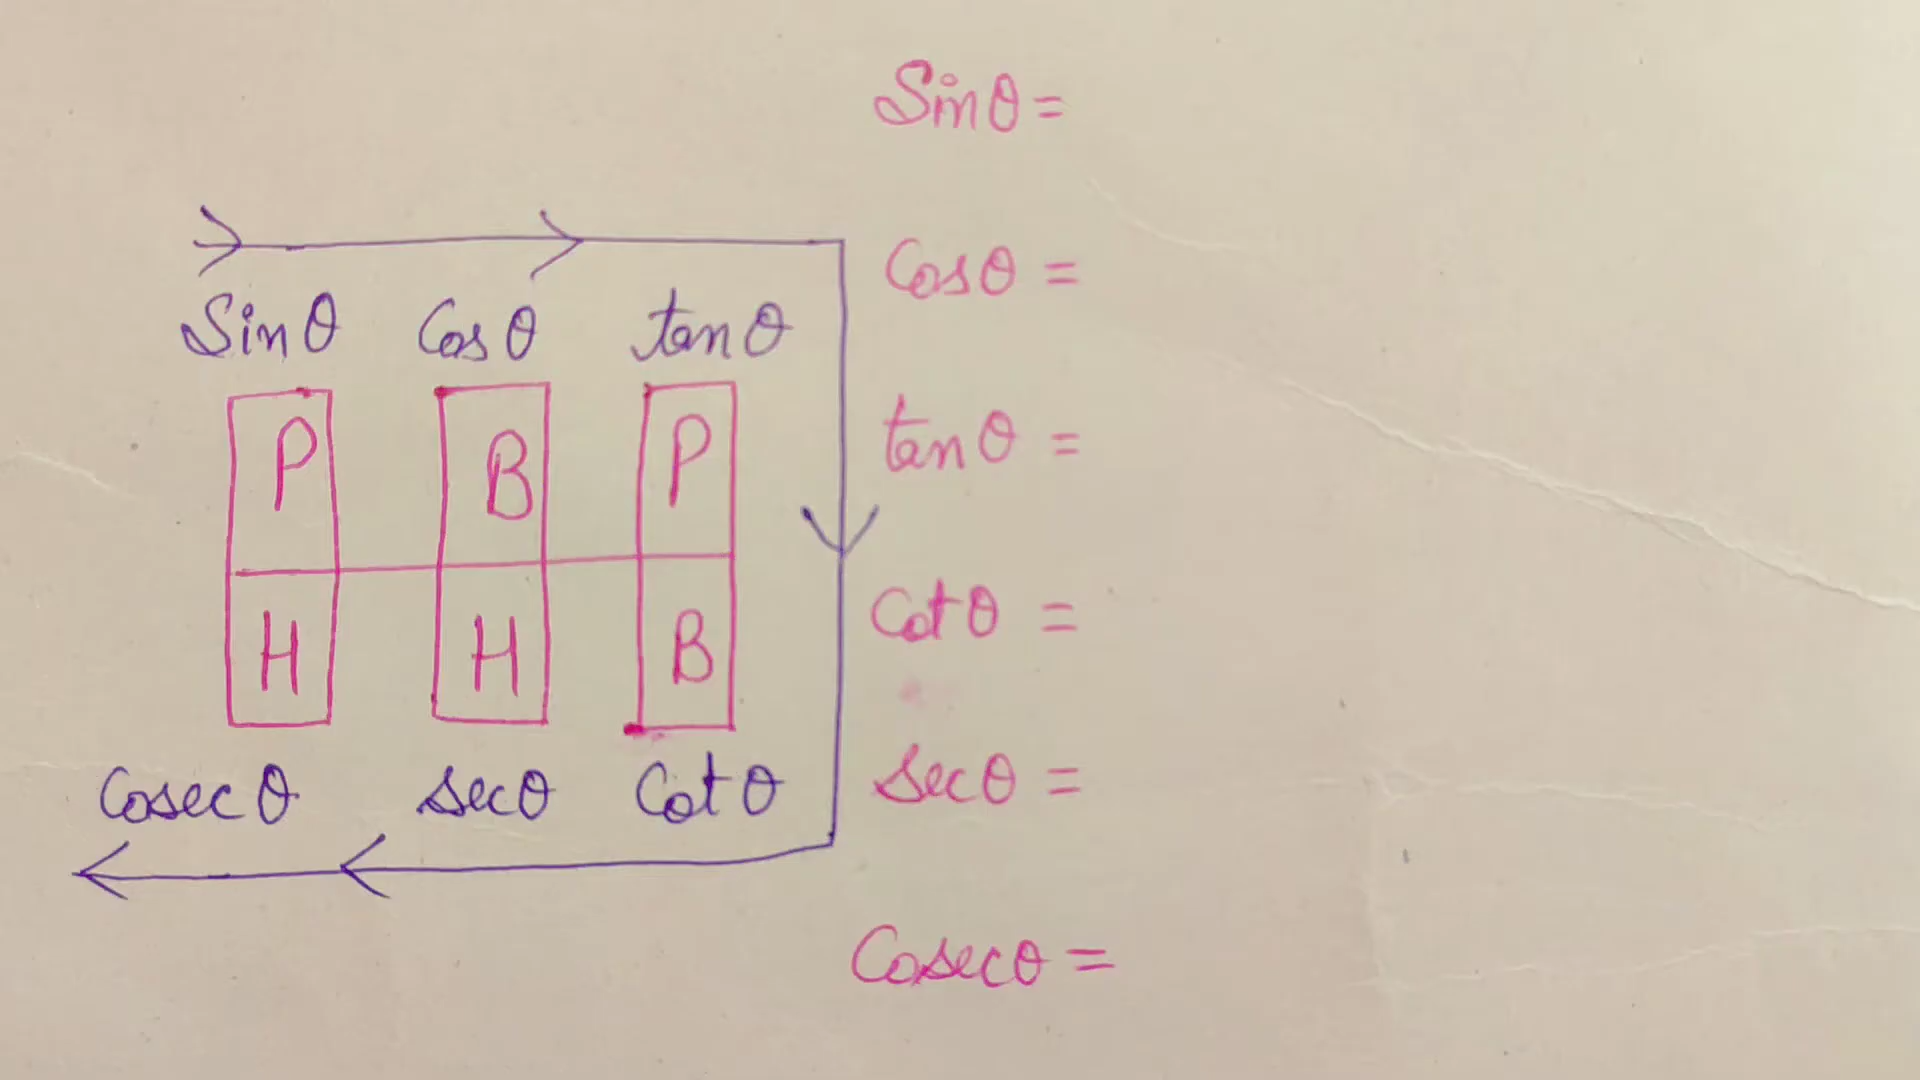 Sinθ =
Cosθ =
tanθ =
Cotθ =
secθ =
Cosecθ =
Sinθ Cosθ tanθ
P B P
H H B
Cosecθ secθ Cotθ